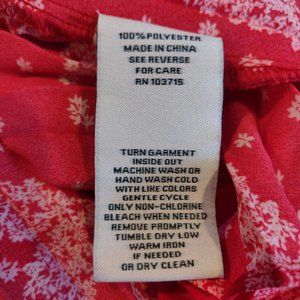 100% POLYESTER
MADE IN CHINA
SEE REVERSE
FOR CARE
RN 103715
TURN GARMENT
INSIDE OUT
MACHINE WASH OR
HAND WASH COLD
WITH LIKE COLORS
GENTLE CYCLE
ONLY NON-CHLORINE
BLEACH WHEN NEEDED
REMOVE PROMPTLY
TUMBLE DRY LOW
WARM IRON
IF NEEDED
OR DRY CLEAN